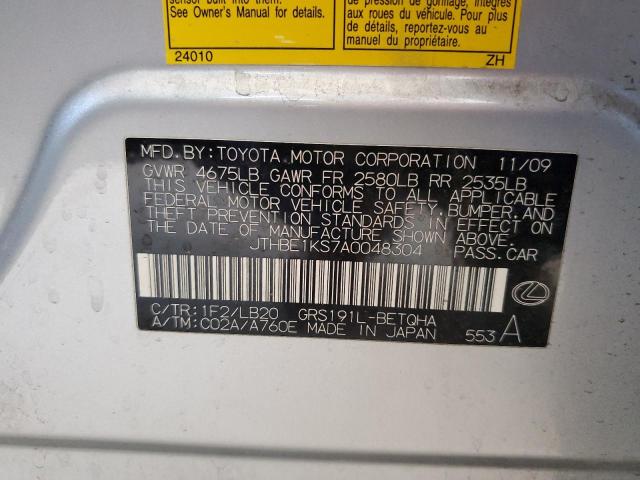 sensor built into them.
See Owner's Manual for details.
24010
de pression de gonflage, intégrés
aux roues du véhicule. Pour plus
de détails, reportez-vous au manuel
du propriétaire.
ZH
MFD.BY:TOYOTA MOTOR CORPORATION 11/09
GVWR 4675LB GAWR FR 2580LB RR 2535LB
THIS VEHICLE CONFORMS TO ALL APPLICABLE
FEDERAL MOTOR VEHICLE SAFETY,BUMPER,AND
THEFT PREVENTION STANDARDS IN EFFECT ON
THE DATE OF MANUFACTURE SHOWN ABOVE.
JTHBE1KS7A0048304 PASS.CAR
C/TR:1F2/LB20 GRS191L-BETQHA
A/TM:C02A/A760E MADE IN JAPAN 553 A